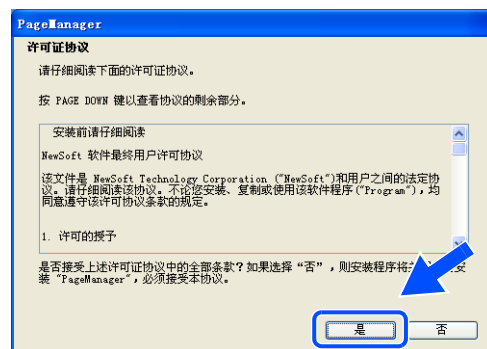 PageManager
许可证协议
请仔细阅读下面的许可证协议。
按 PAGE DOWN 键以查看协议的剩余部分。
安装前请仔细阅读
NewSoft 软件最终用户许可协议
该文件是 NewSoft Technology Corporation ("NewSoft")和用户之间的法定协
议。请仔细阅读该协议。不论您安装、复制或使用该软件程序("Program")，均
同意遵守该许可协议条款的规定。
1. 许可的授予
是否接受上述许可证协议中的全部条款？如果选择“否”，则安装程序将
装 "PageManager"，必须接受本协议。
是
否